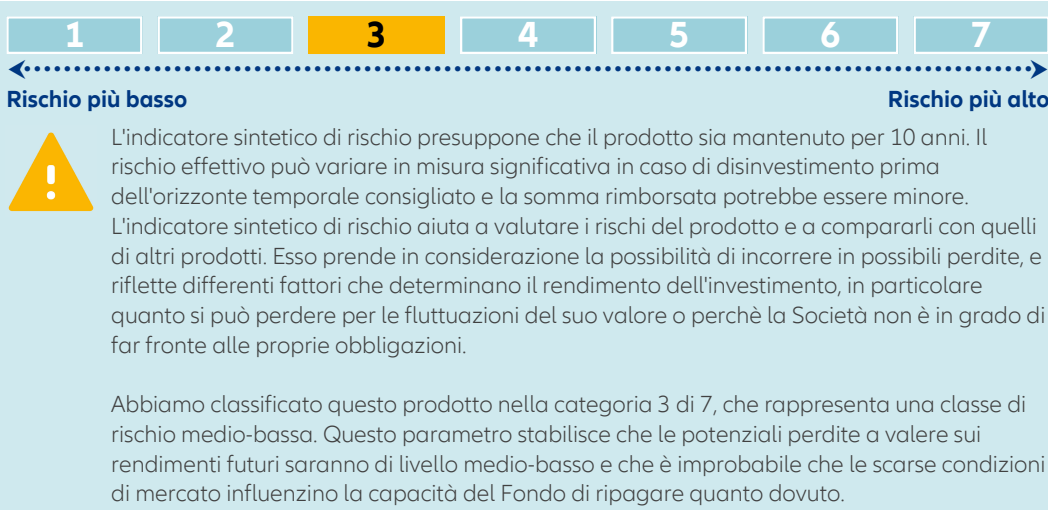 1 2 3 4 5 6 7
Rischio più basso Rischio più alto
L'indicatore sintetico di rischio presuppone che il prodotto sia mantenuto per 10 anni. Il
rischio effettivo può variare in misura significativa in caso di disinvestimento prima
dell'orizzonte temporale consigliato e la somma rimborsata potrebbe essere minore.
L'indicatore sintetico di rischio aiuta a valutare i rischi del prodotto e a compararli con quelli
di altri prodotti. Esso prende in considerazione la possibilità di incorrere in possibili perdite, e
riflette differenti fattori che determinano il rendimento dell'investimento, in particolare
quanto si può perdere per le fluttuazioni del suo valore o perchè la Società non è in grado di
far fronte alle proprie obbligazioni.
Abbiamo classificato questo prodotto nella categoria 3 di 7, che rappresenta una classe di
rischio medio-bassa. Questo parametro stabilisce che le potenziali perdite a valere sui
rendimenti futuri saranno di livello medio-basso e che è improbabile che le scarse condizioni
di mercato influenzino la capacità del Fondo di ripagare quanto dovuto.